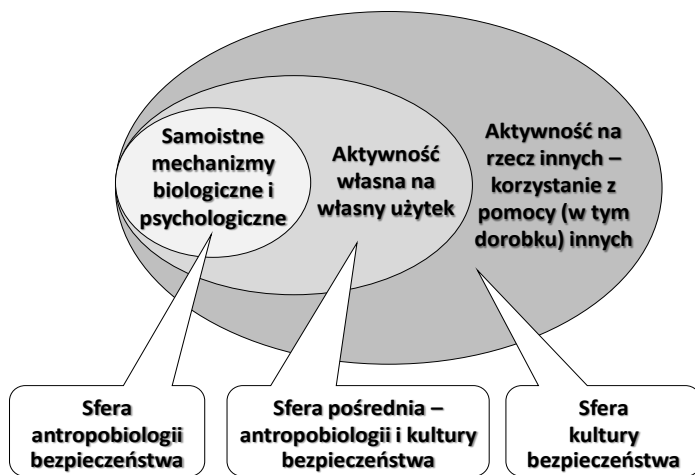 Samoistne
mechanizmy
biologiczne i
psychologiczne
Aktywność
własna na
własny użytek
Aktywność na
rzecz innych –
korzystanie z
pomocy (w tym
dorobku) innych
Sfera
antropobiologii
bezpieczeństwa
Sfera pośrednia –
antropobiologii i kultury
bezpieczeństwa
Sfera
kultury
bezpieczeństwa